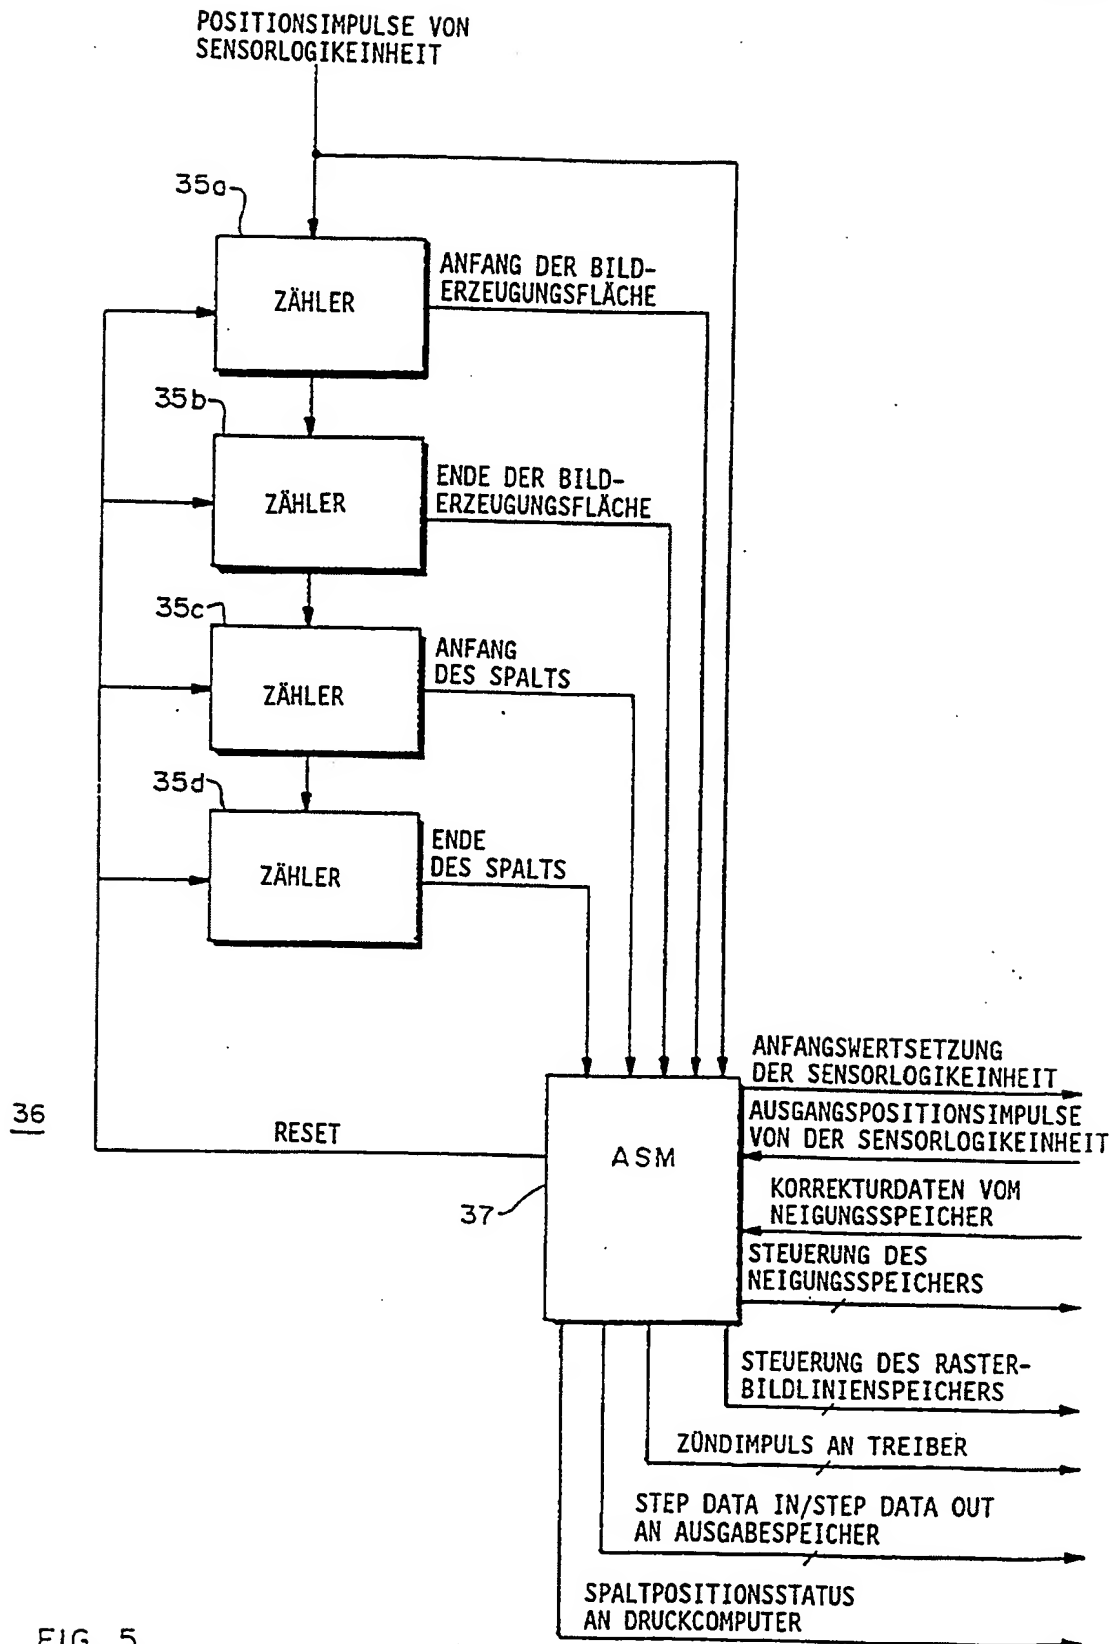 POSITIONSIMPULSE VON
SENSORLOGIKEINHEIT
35a
ZÄHLER
ANFANG DER BILD-
ERZEUGUNGSFLÄCHE
35b
ZÄHLER
ENDE DER BILD-
ERZEUGUNGSFLÄCHE
35c
ZÄHLER
ANFANG
DES SPALTS
35d
ZÄHLER
ENDE
DES SPALTS
36
RESET
37
ASM
ANFANGSWERTSETZUNG
DER SENSORLOGIKEINHEIT
AUSGANGSPOSITIONSIMPULSE
VON DER SENSORLOGIKEINHEIT
KORREKTURDATEN VOM
NEIGUNGSSPEICHER
STEUERUNG DES
NEIGUNGSSPEICHERS
STEUERUNG DES RASTER-
BILDLINIENSPEICHERS
ZÜNDIMPULS AN TREIBER
STEP DATA IN/STEP DATA OUT
AN AUSGABESPEICHER
SPALTPOSITIONSSTATUS
AN DRUCKCOMPUTER
FIG. 5